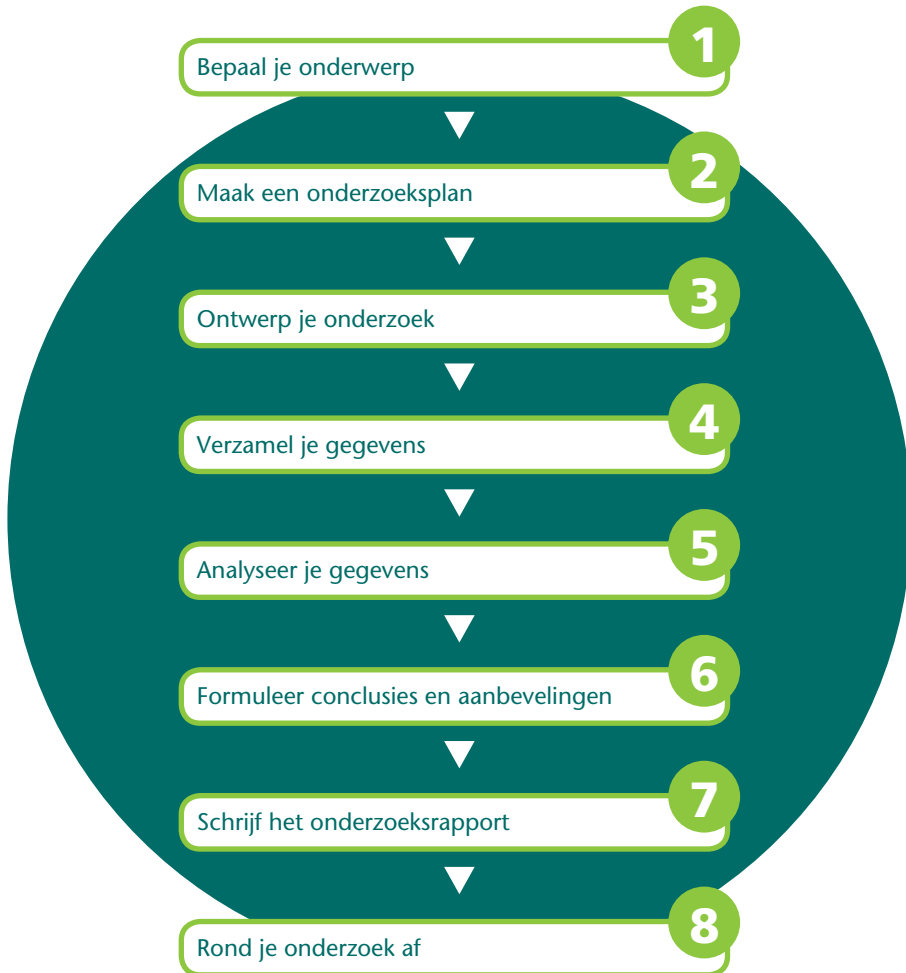 1
Bepaal je onderwerp
2
Maak een onderzoeksplan
3
Ontwerp je onderzoek
4
Verzamel je gegevens
5
Analyseer je gegevens
6
Formuleer conclusies en aanbevelingen
7
Schrijf het onderzoeksrapport
8
Rond je onderzoek af